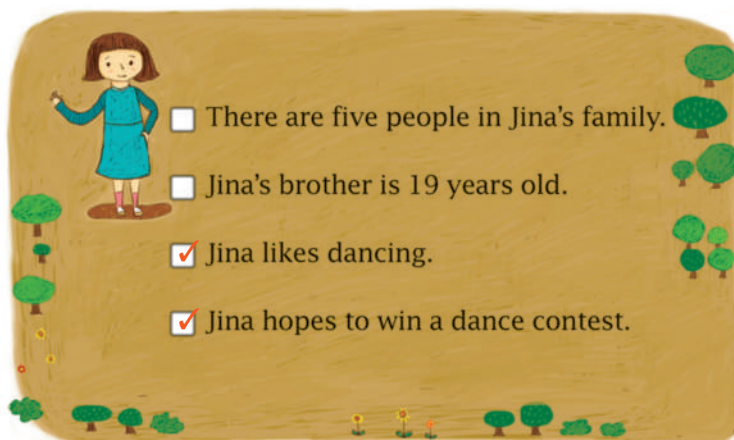 There are five people in Jina's family.
Jina's brother is 19 years old.
Jina likes dancing.
Jina hopes to win a dance contest.